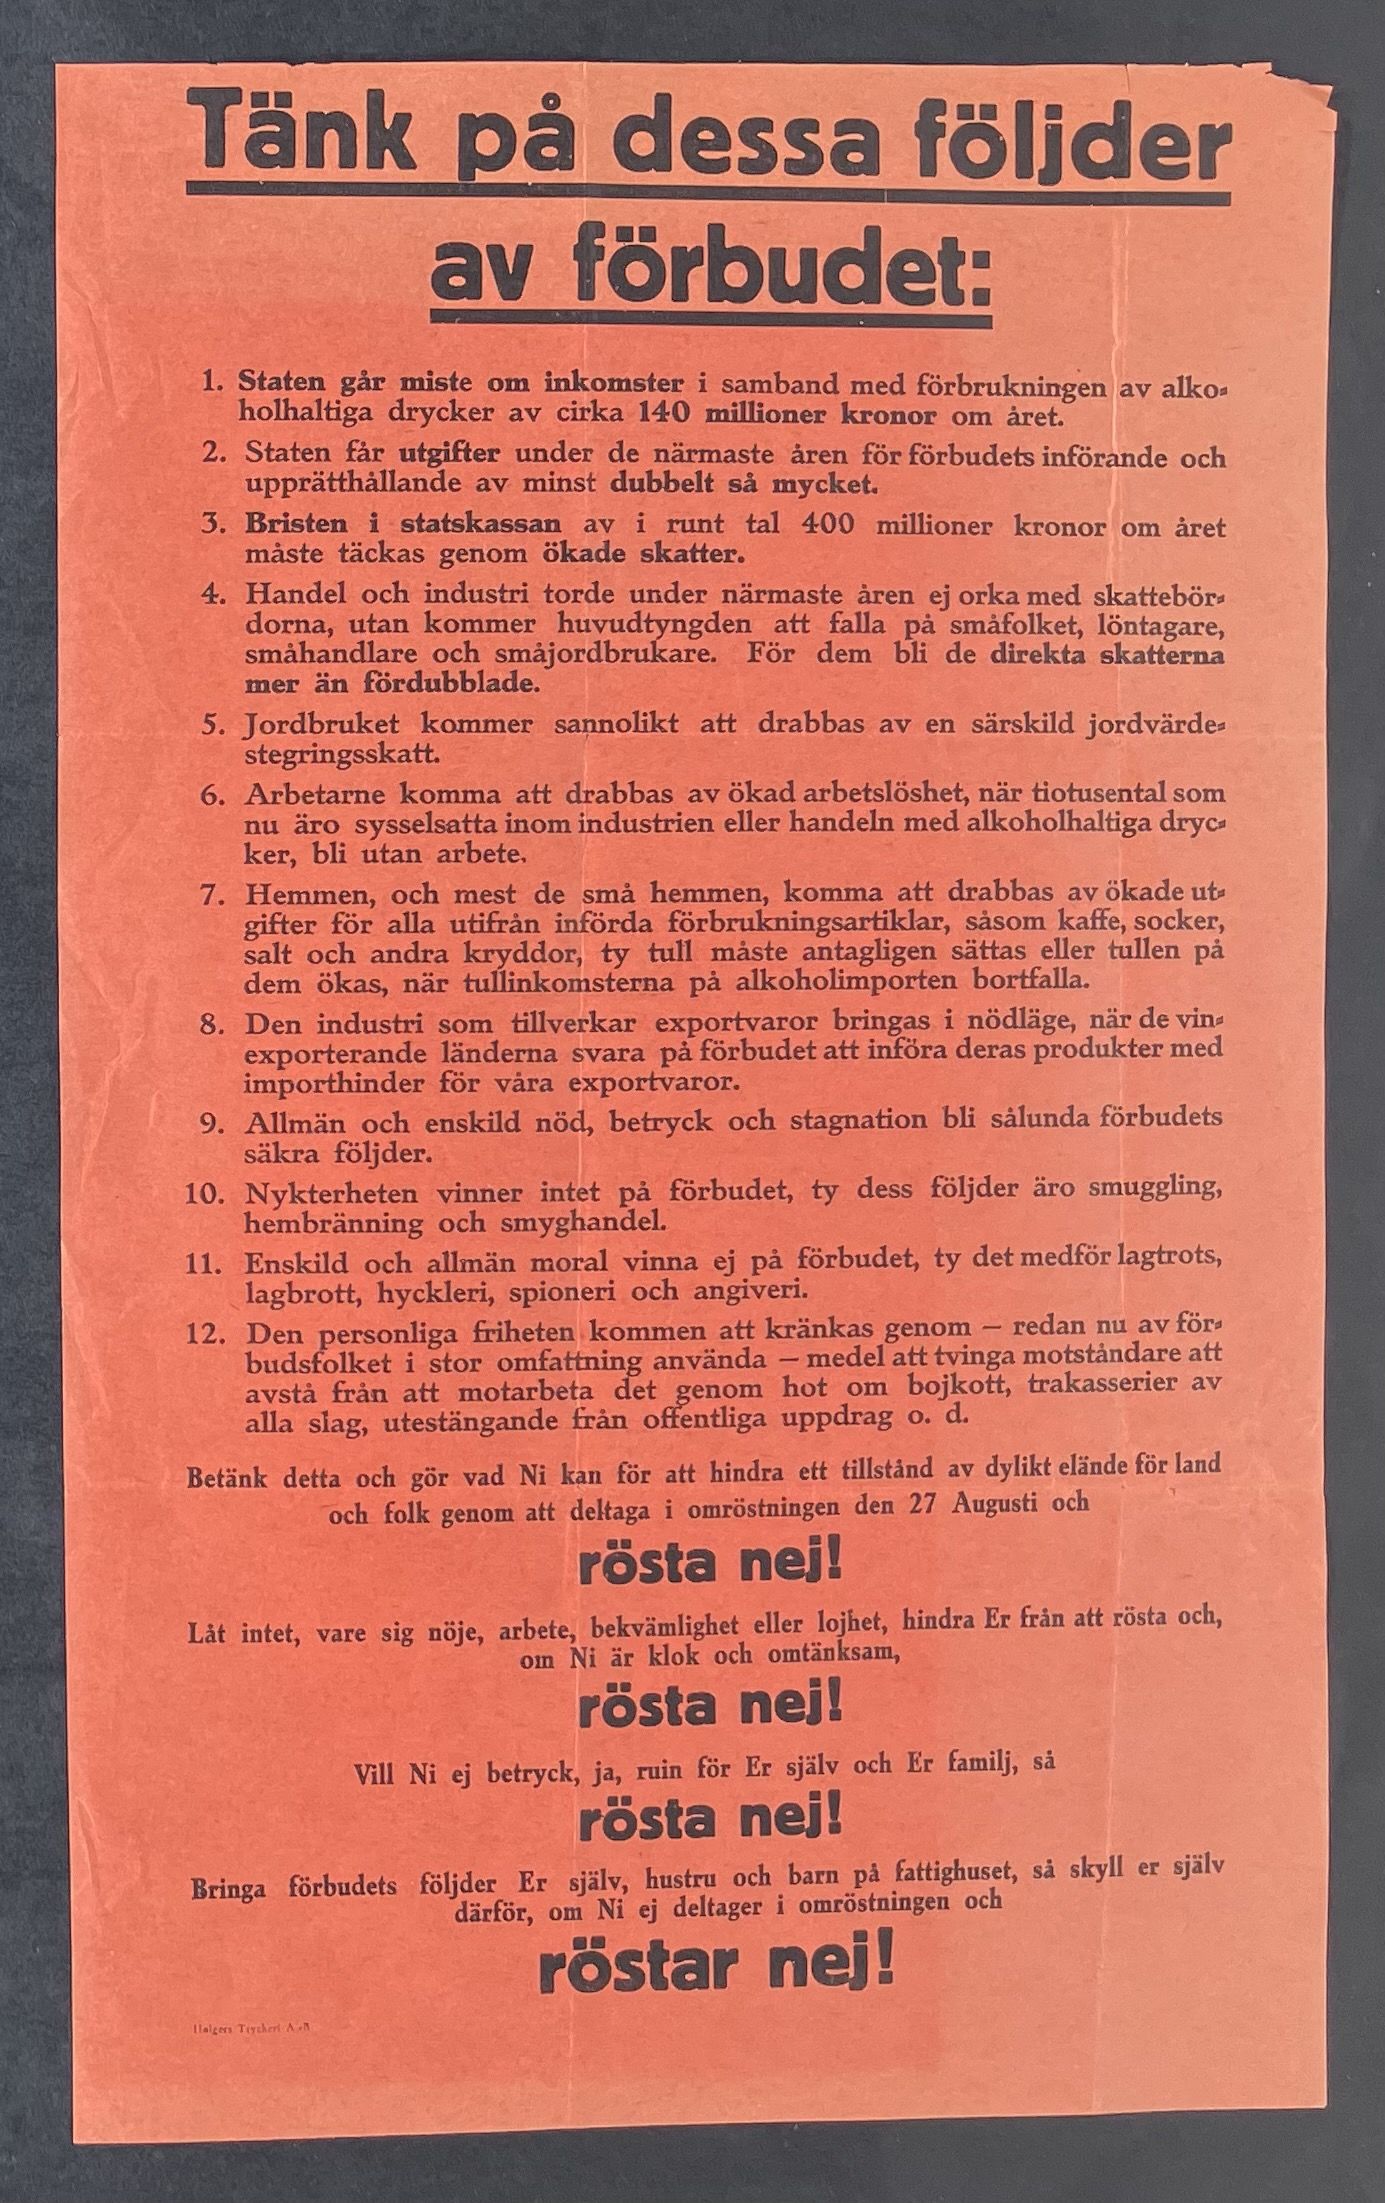 Tänk på dessa följder
av förbudet:
1. Staten går miste om inkomster i samband med förbrukningen av alko-
holhaltiga drycker av cirka 140 millioner kronor om året.
2. Staten får utgifter under de närmaste åren för förbudets införande och
upprätthållande av minst dubbelt så mycket.
3. Bristen i statskassan av i runt tal 400 millioner kronor om året
måste täckas genom ökade skatter.
4. Handel och industri torde under närmaste åren ej orka med skattebör-
dorna, utan kommer huvudtyngden att falla på småfolket, löntagare,
småhandlare och småjordbrukare. För dem bli de direkta skatterna
mer än fördubblade.
5. Jordbruket kommer sannolikt att drabbas av en särskild jordvärde-
stegringsskatt.
6. Arbetarne komma att drabbas av ökad arbetslöshet, när tiotusental som
nu äro sysselsatta inom industrien eller handeln med alkoholhaltiga dryc-
ker, bli utan arbete.
7. Hemmen, och mest de små hemmen, komma att drabbas av ökade ut-
gifter för alla utifrån införda förbrukningsartiklar, såsom kaffe, socker,
salt och andra kryddor, ty tull måste antagligen sättas eller tullen på
dem ökas, när tullinkomsterna på alkoholimporten bortfalla.
8. Den industri som tillverkar exportvaror bringas i nödläge, när de vin-
exporterande länderna svara på förbudet att införa deras produkter med
importhinder för våra exportvaror.
9. Allmän och enskild nöd, betryck och stagnation bli sålunda förbudets
säkra följder.
10. Nykterheten vinner intet på förbudet, ty dess följder äro smuggling,
hembränning och smyghandel.
11. Enskild och allmän moral vinna ej på förbudet, ty det medför lagtrots,
lagbrott, hyckleri, spioneri och angiveri.
12. Den personliga friheten kommen att kränkas genom — redan nu av för-
budsfolket i stor omfattning använda — medel att tvinga motståndare att
avstå från att motarbeta det genom hot om bojkott, trakasserier av
alla slag, utestängande från offentliga uppdrag o. d.
Betänk detta och gör vad Ni kan för att hindra ett tillstånd av dylikt elände för land
och folk genom att deltaga i omröstningen den 27 Augusti och
rösta nej!
Låt intet, vare sig nöje, arbete, bekvämlighet eller lojhet, hindra Er från att rösta och,
om Ni är klok och omtänksam,
rösta nej!
Vill Ni ej betryck, ja, ruin för Er själv och Er familj, så
rösta nej!
Bringa förbudets följder Er själv, hustru och barn på fattighuset, så skyll er själv
därför, om Ni ej deltager i omröstningen och
röstar nej!
Holgers Tryckeri A.-B